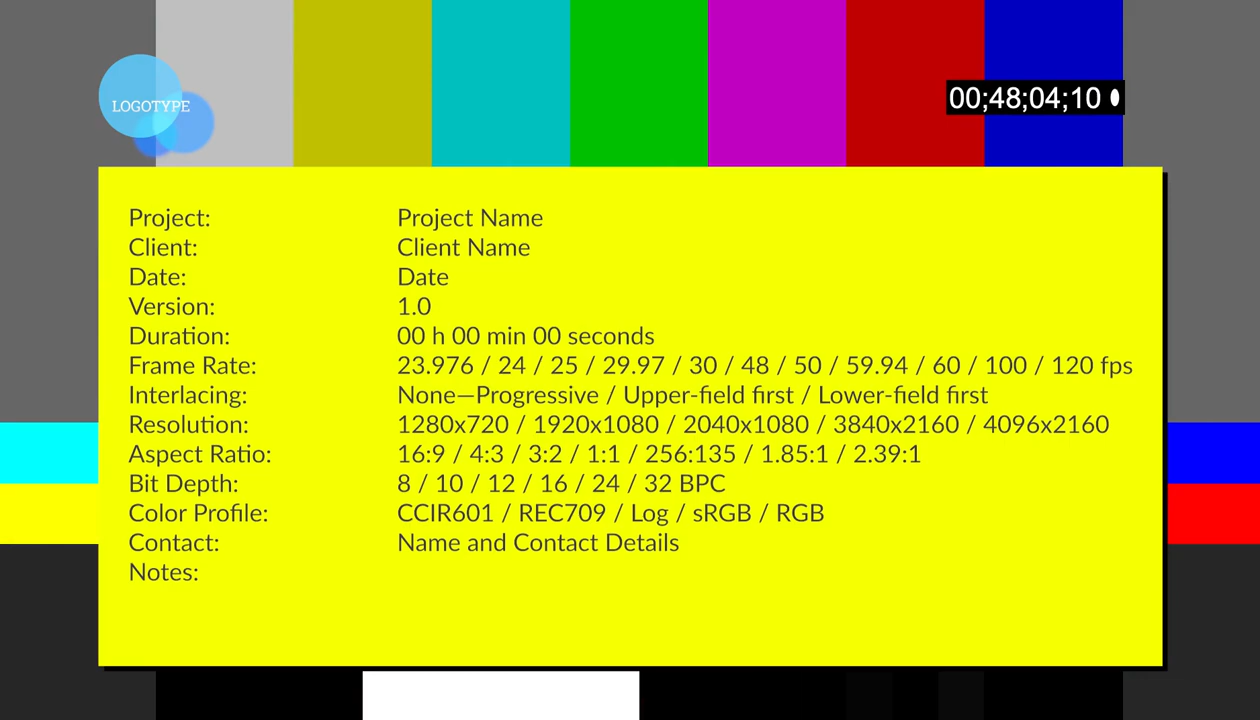 LOGOTYPE
00;48;04;10
Project: Project Name
Client: Client Name
Date: Date
Version: 1.0
Duration: 00 h 00 min 00 seconds
Frame Rate: 23.976 / 24 / 25 / 29.97 / 30 / 48 / 50 / 59.94 / 60 / 100 / 120 fps
Interlacing: None—Progressive / Upper-field first / Lower-field first
Resolution: 1280x720 / 1920x1080 / 2040x1080 / 3840x2160 / 4096x2160
Aspect Ratio: 16:9 / 4:3 / 3:2 / 1:1 / 256:135 / 1.85:1 / 2.39:1
Bit Depth: 8 / 10 / 12 / 16 / 24 / 32 BPC
Color Profile: CCIR601 / REC709 / Log / sRGB / RGB
Contact: Name and Contact Details
Notes: